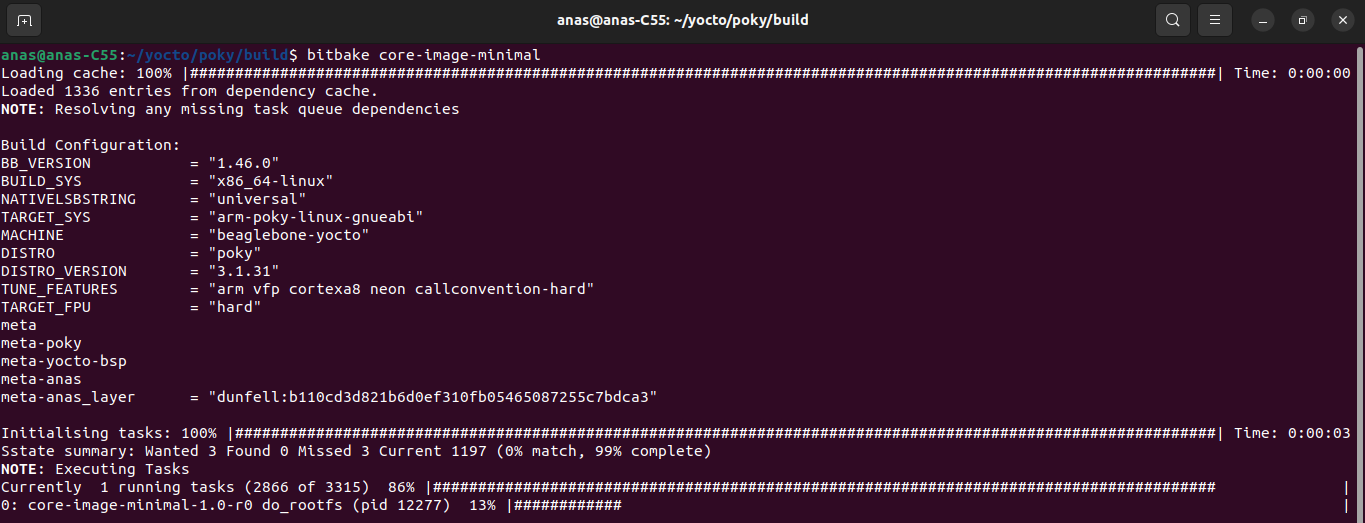 anas@anas-C55: ~/yocto/poky/build
anas@anas-C55:~/yocto/poky/build$ bitbake core-image-minimal
Loading cache: 100% |##################################################################################################################| Time: 0:00:00
Loaded 1336 entries from dependency cache.
NOTE: Resolving any missing task queue dependencies

Build Configuration:
BB_VERSION           = "1.46.0"
BUILD_SYS            = "x86_64-linux"
NATIVELSBSTRING      = "universal"
TARGET_SYS           = "arm-poky-linux-gnueabi"
MACHINE              = "beaglebone-yocto"
DISTRO               = "poky"
DISTRO_VERSION       = "3.1.31"
TUNE_FEATURES        = "arm vfp cortexa8 neon callconvention-hard"
TARGET_FPU           = "hard"
meta
meta-poky
meta-yocto-bsp
meta-anas
meta-anas_layer      = "dunfell:b110cd3d821b6d0ef310fb05465087255c7bdca3"

Initialising tasks: 100% |#############################################################################################################| Time: 0:00:03
Sstate summary: Wanted 3 Found 0 Missed 3 Current 1197 (0% match, 99% complete)
NOTE: Executing Tasks
Currently  1 running tasks (2866 of 3315)  86% |#######################################################################################              |
0: core-image-minimal-1.0-r0 do_rootfs (pid 12277)  13% |############                                                                                |